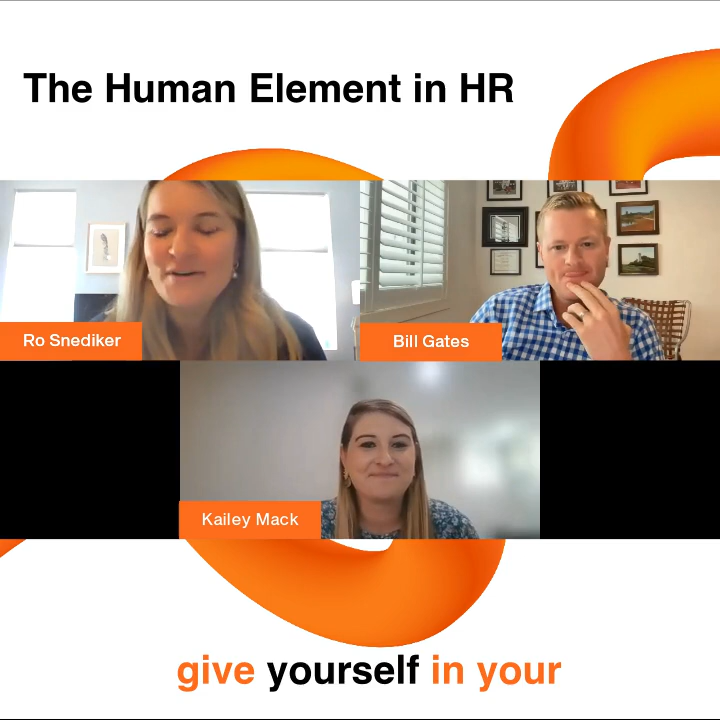 The Human Element in HR
Ro Snediker
Bill Gates
Kailey Mack
give yourself in your